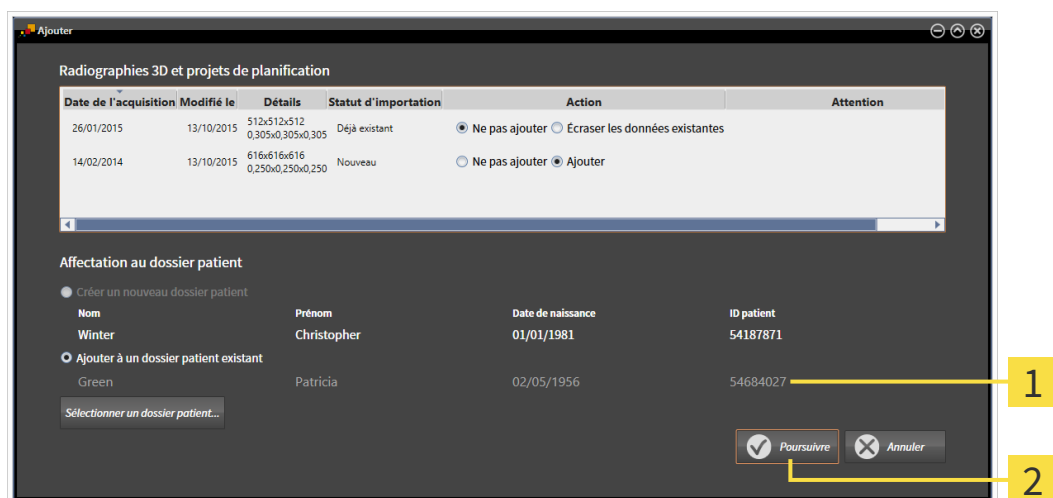 Ajouter
Radiographies 3D et projets de planification
Date de l'acquisition Modifié le Détails Statut d'importation Action Attention
26/01/2015 13/10/2015 512x512x512 0,305x0,305x0,305 Déjà existant Ne pas ajouter Écraser les données existantes
14/02/2014 13/10/2015 616x616x616 0,250x0,250x0,250 Nouveau Ne pas ajouter Ajouter
Affectation au dossier patient
Créer un nouveau dossier patient
Nom Prénom Date de naissance ID patient
Winter Christopher 01/01/1981 54187871
Ajouter à un dossier patient existant
Green Patricia 02/05/1956 54684027 1
Sélectionner un dossier patient...
Poursuivre Annuler
2